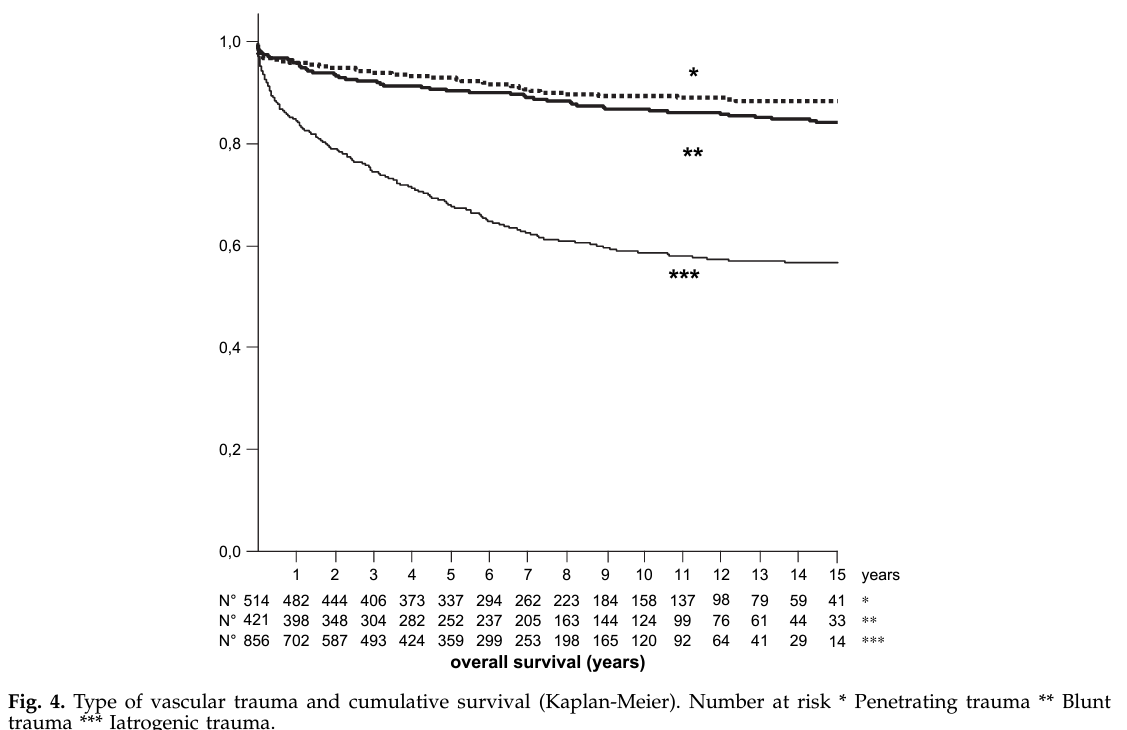 1,0
*
0,8
**
0,6
***
0,4
0,2
0,0
1 2 3 4 5 6 7 8 9 10 11 12 13 14 15 years
N° 514 482 444 406 373 337 294 262 223 184 158 137 98 79 59 41 *
N° 421 398 348 304 282 252 237 205 163 144 124 99 76 61 44 33 **
N° 856 702 587 493 424 359 299 253 198 165 120 92 64 41 29 14 ***
overall survival (years)
Fig. 4. Type of vascular trauma and cumulative survival (Kaplan-Meier). Number at risk * Penetrating trauma ** Blunt
trauma *** Iatrogenic trauma.